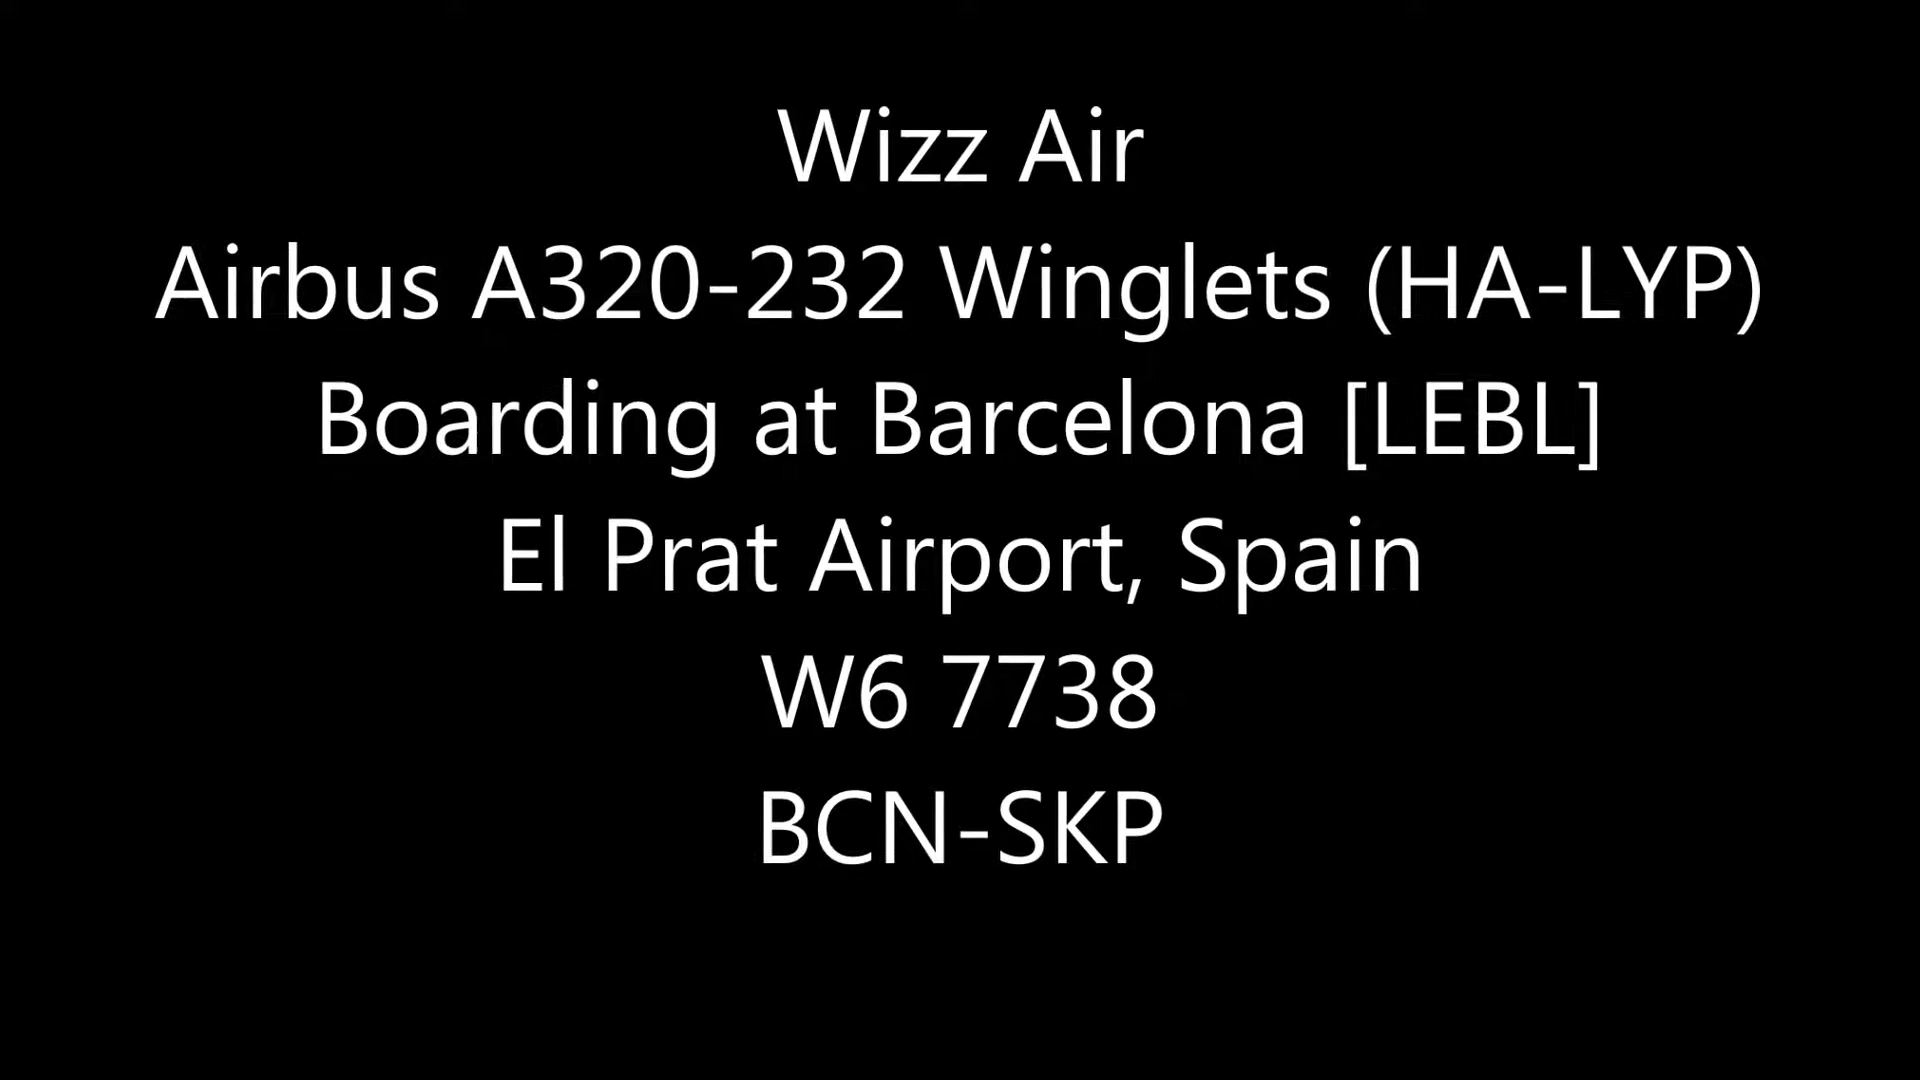 Wizz Air
Airbus A320-232 Winglets (HA-LYP)
Boarding at Barcelona [LEBL]
El Prat Airport, Spain
W6 7738
BCN-SKP